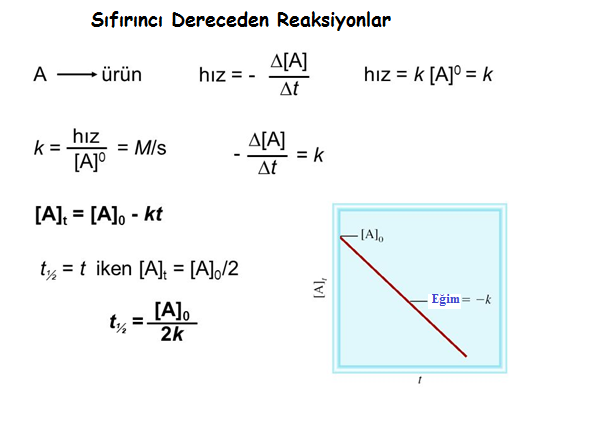 Sıfırıncı Dereceden Reaksiyonlar
A ⟶ ürün hız = - Δ[A]/Δt hız = k [A]⁰ = k
k = hız/[A]⁰ = M/s - Δ[A]/Δt = k
[A]ₜ = [A]₀ - kt
t½ = t iken [A]ₜ = [A]₀/2
t½ = [A]₀/2k
[A]₀
[A]ₜ
Eğim = -k
t